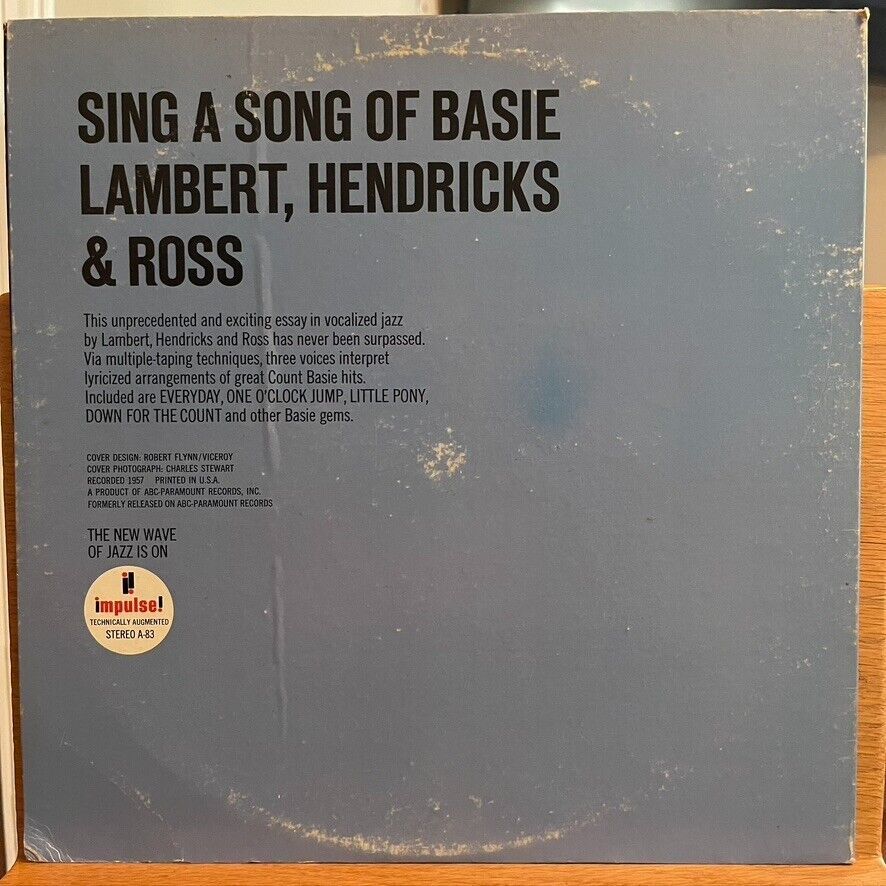 SING A SONG OF BASIE
LAMBERT, HENDRICKS
& ROSS
This unprecedented and exciting essay in vocalized jazz
by Lambert, Hendricks and Ross has never been surpassed.
Via multiple-taping techniques, three voices interpret
lyricized arrangements of great Count Basie hits.
Included are EVERYDAY, ONE O'CLOCK JUMP, LITTLE PONY,
DOWN FOR THE COUNT and other Basie gems.
COVER DESIGN: ROBERT FLYNN/VICEROY
COVER PHOTOGRAPH: CHARLES STEWART
RECORDED 1957 PRINTED IN U.S.A.
A PRODUCT OF ABC-PARAMOUNT RECORDS, INC.
FORMERLY RELEASED ON ABC-PARAMOUNT RECORDS
THE NEW WAVE
OF JAZZ IS ON
i!
impulse!
TECHNICALLY AUGMENTED
STEREO A-83